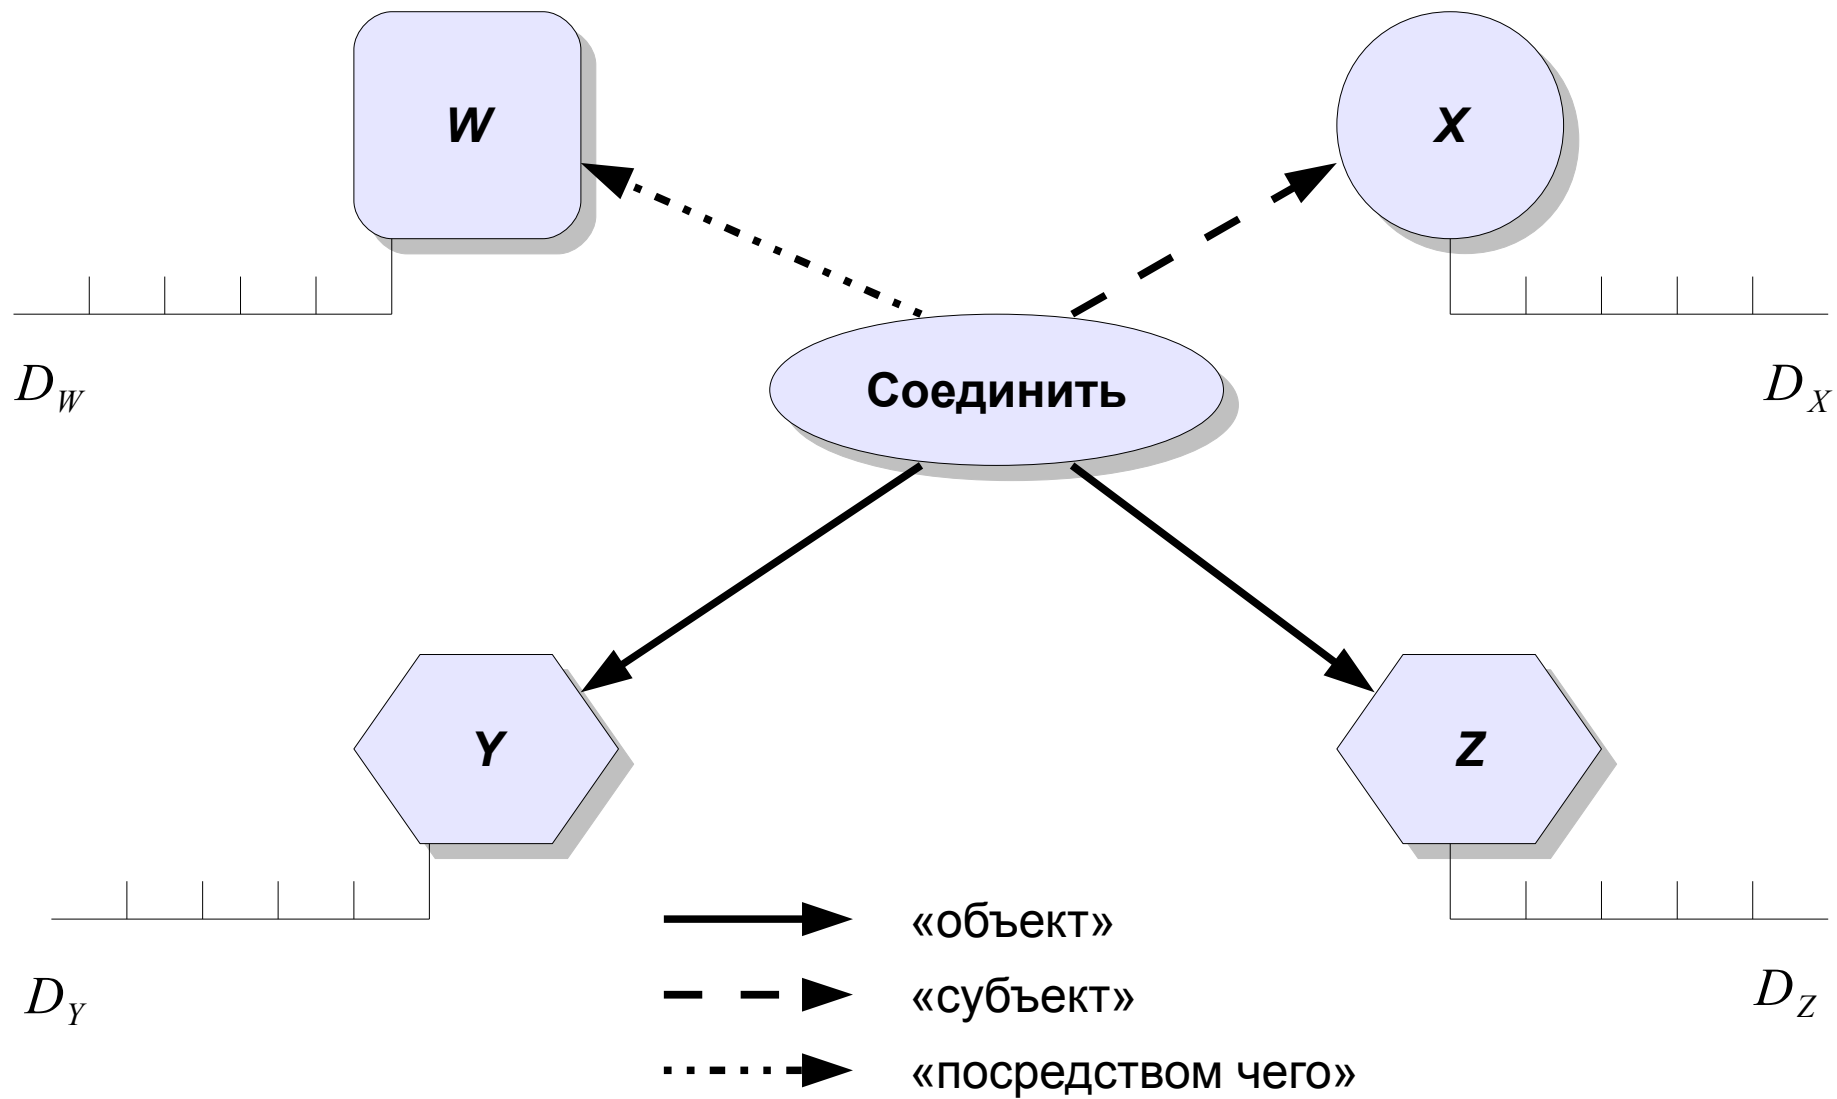 W
X
D_W
Соединить
D_X
Y
Z
«объект»
D_Y
«субъект»
D_Z
«посредством чего»